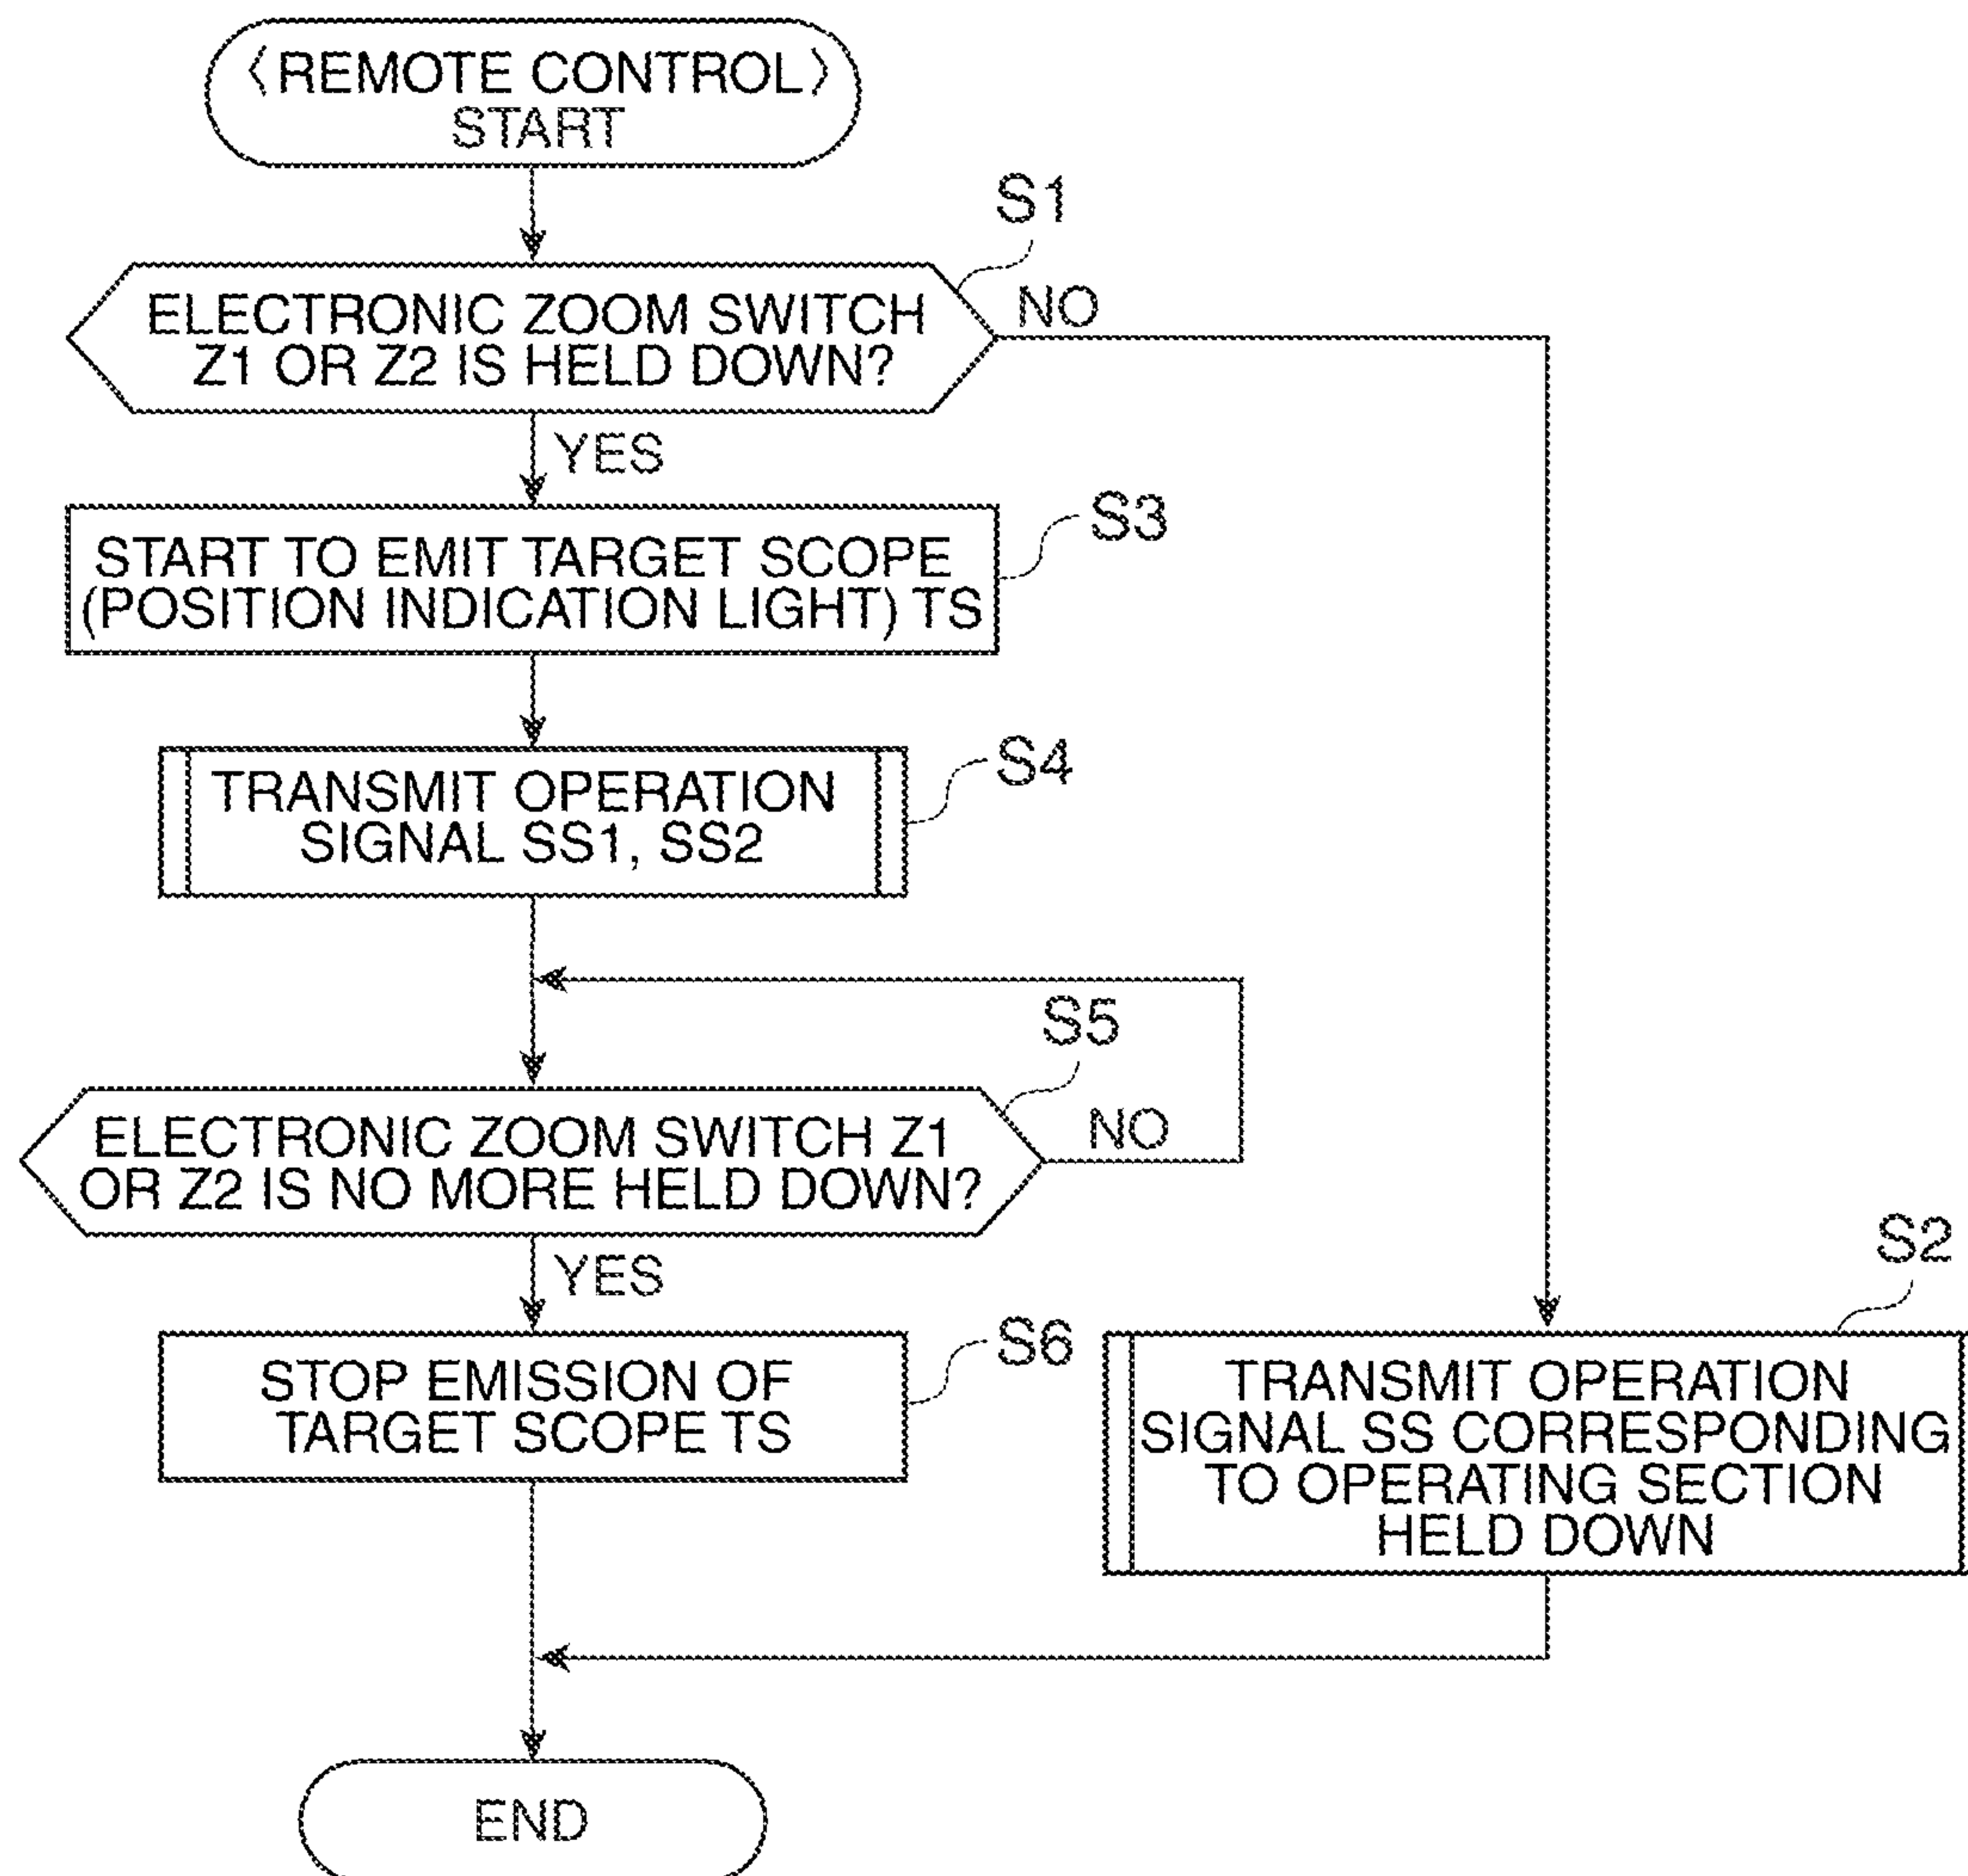 〈REMOTE CONTROL〉
START
S1
ELECTRONIC ZOOM SWITCH
Z1 OR Z2 IS HELD DOWN?
NO
YES
S3
START TO EMIT TARGET SCOPE
(POSITION INDICATION LIGHT) TS
S4
TRANSMIT OPERATION
SIGNAL SS1, SS2
S5
ELECTRONIC ZOOM SWITCH Z1
OR Z2 IS NO MORE HELD DOWN?
NO
YES
S6
STOP EMISSION OF
TARGET SCOPE TS
S2
TRANSMIT OPERATION
SIGNAL SS CORRESPONDING
TO OPERATING SECTION
HELD DOWN
END